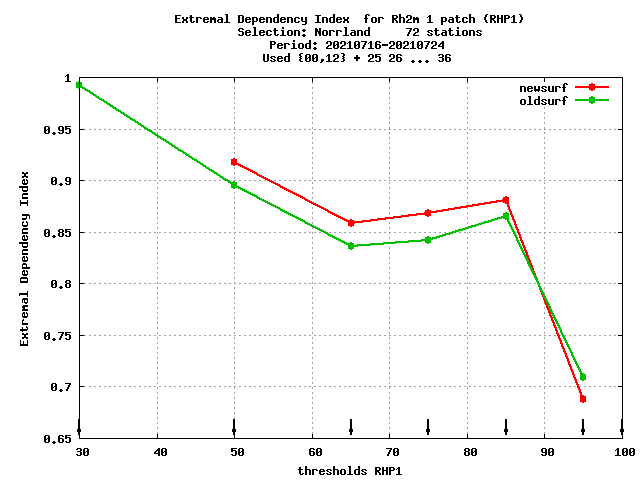 Extremal Dependency Index  for Rh2m 1 patch (RHP1)
Selection: Norrland     72 stations
Period: 20210716-20210724
Used {00,12} + 25 26 ... 36
newsurf
oldsurf
1
0.95
0.9
0.85
0.8
0.75
0.7
0.65
Extremal Dependency Index
30 40 50 60 70 80 90 100
thresholds RHP1